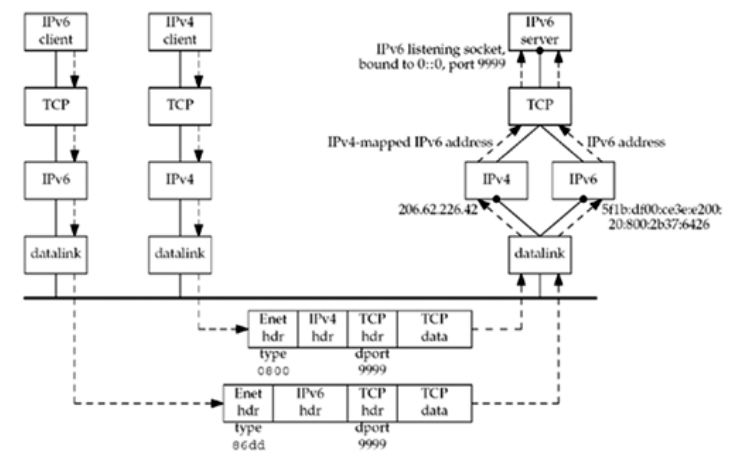 IPv6
client
IPv4
client
IPv6
server
IPv6 listening socket,
bound to 0::0, port 9999
TCP
TCP
TCP
IPv4-mapped IPv6 address
IPv6 address
IPv6
IPv4
IPv4
IPv6
206.62.226.42
5f1b:df00:ce3e:e200:
20:800:2b37:6426
datalink
datalink
datalink
Enet
hdr
IPv4
hdr
TCP
hdr
TCP
data
type
0800
dport
9999
Enet
hdr
IPv6
hdr
TCP
hdr
TCP
data
type
86dd
dport
9999